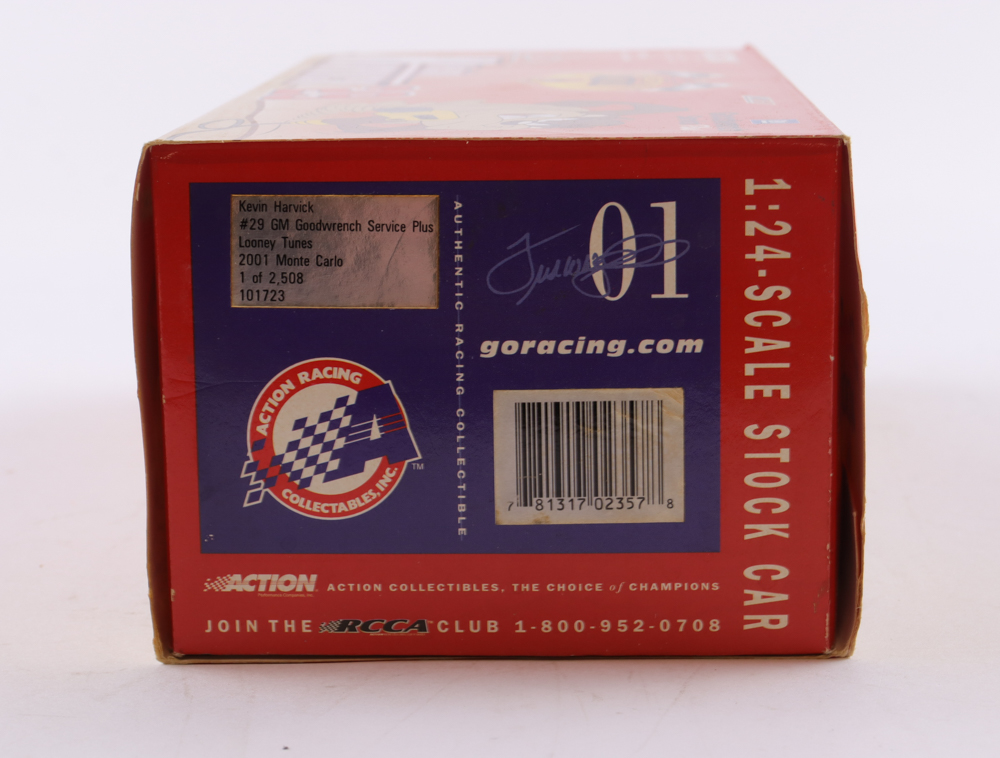 Kevin Harvick
#29 GM Goodwrench Service Plus
Looney Tunes
2001 Monte Carlo
1 of 2,508
101723
AUTHENTIC RACING COLLECTIBLE
01
goracing.com
ACTION RACING
COLLECTABLES, INC.
TM
7 81317 02357 8
1:24-SCALE STOCK CAR
ACTION
ACTION COLLECTIBLES, THE CHOICE of CHAMPIONS
JOIN THE RCCA CLUB 1-800-952-0708